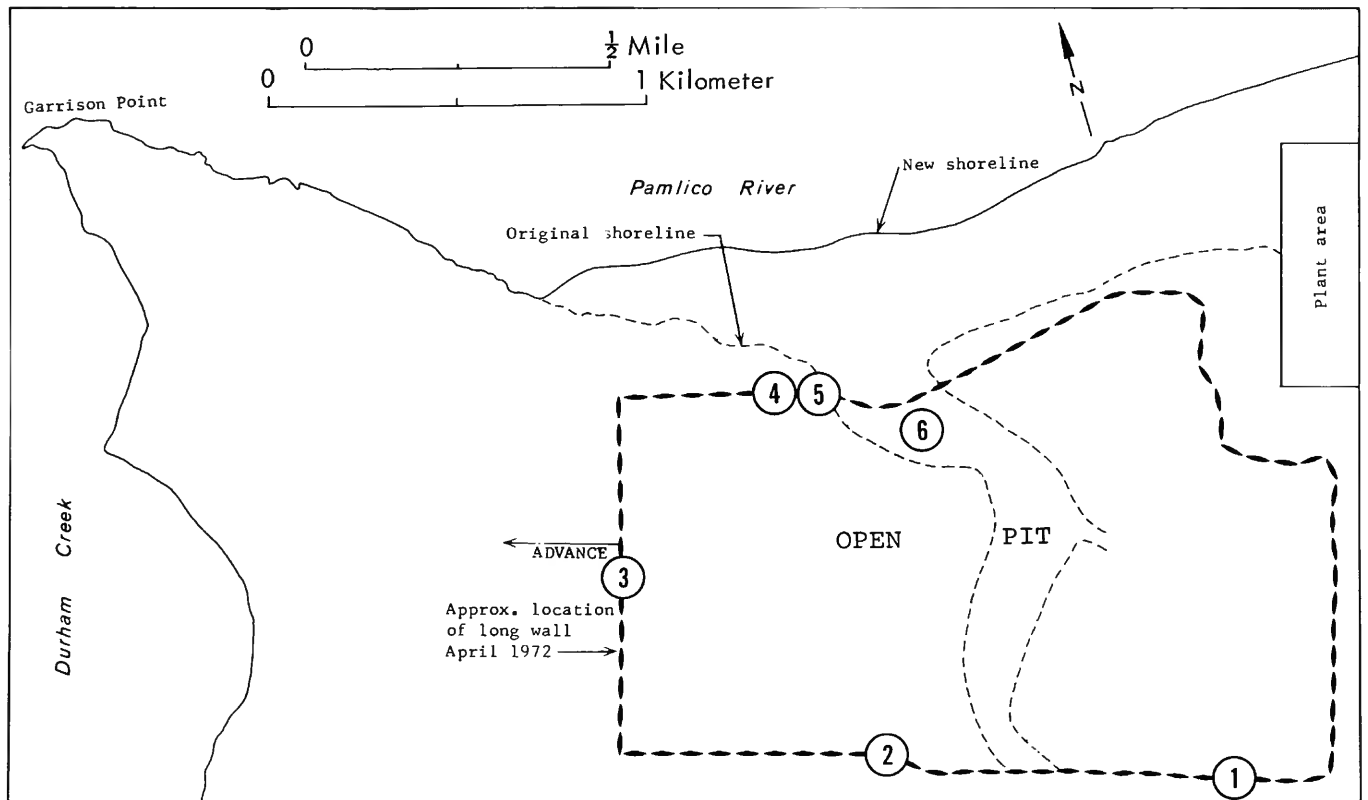 0 ½ Mile
0 1 Kilometer
N
Garrison Point
New shoreline
Pamlico River
Original shoreline
Plant area
4 5
6
OPEN PIT
ADVANCE
3
Approx. location
of long wall
April 1972
Durham Creek
2
1